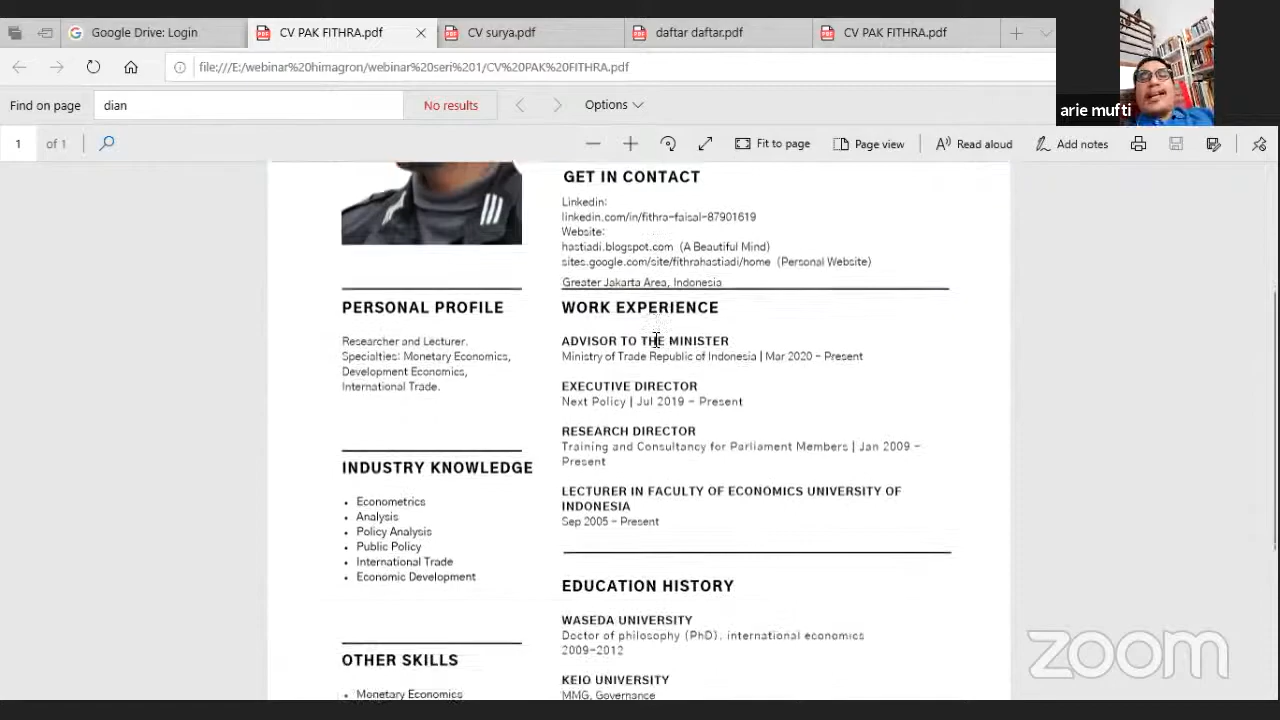 Google Drive: Login
CV PAK FITHRA.pdf
CV surya.pdf
daftar daftar.pdf
CV PAK FITHRA.pdf
file:///E:/webinar%20himagron/webinar%20seri%201/CV%20PAK%20FITHRA.pdf
arie mufti
Find on page
dian
No results
Options
1 of 1
Fit to page
Page view
Read aloud
Add notes
GET IN CONTACT
Linkedin:
linkedin.com/in/fithra-faisal-87901619
Website:
hastiadi.blogspot.com (A Beautiful Mind)
sites.google.com/site/fithrahastiadi/home (Personal Website)
Greater Jakarta Area, Indonesia
PERSONAL PROFILE
Researcher and Lecturer.
Specialties: Monetary Economics,
Development Economics,
International Trade.
INDUSTRY KNOWLEDGE
• Econometrics
• Analysis
• Policy Analysis
• Public Policy
• International Trade
• Economic Development
OTHER SKILLS
• Monetary Economics
WORK EXPERIENCE
ADVISOR TO THE MINISTER
Ministry of Trade Republic of Indonesia | Mar 2020 - Present
EXECUTIVE DIRECTOR
Next Policy | Jul 2019 - Present
RESEARCH DIRECTOR
Training and Consultancy for Parliament Members | Jan 2009 -
Present
LECTURER IN FACULTY OF ECONOMICS UNIVERSITY OF
INDONESIA
Sep 2005 - Present
EDUCATION HISTORY
WASEDA UNIVERSITY
Doctor of philosophy (PhD), international economics
2009-2012
KEIO UNIVERSITY
MMG, Governance
zoom